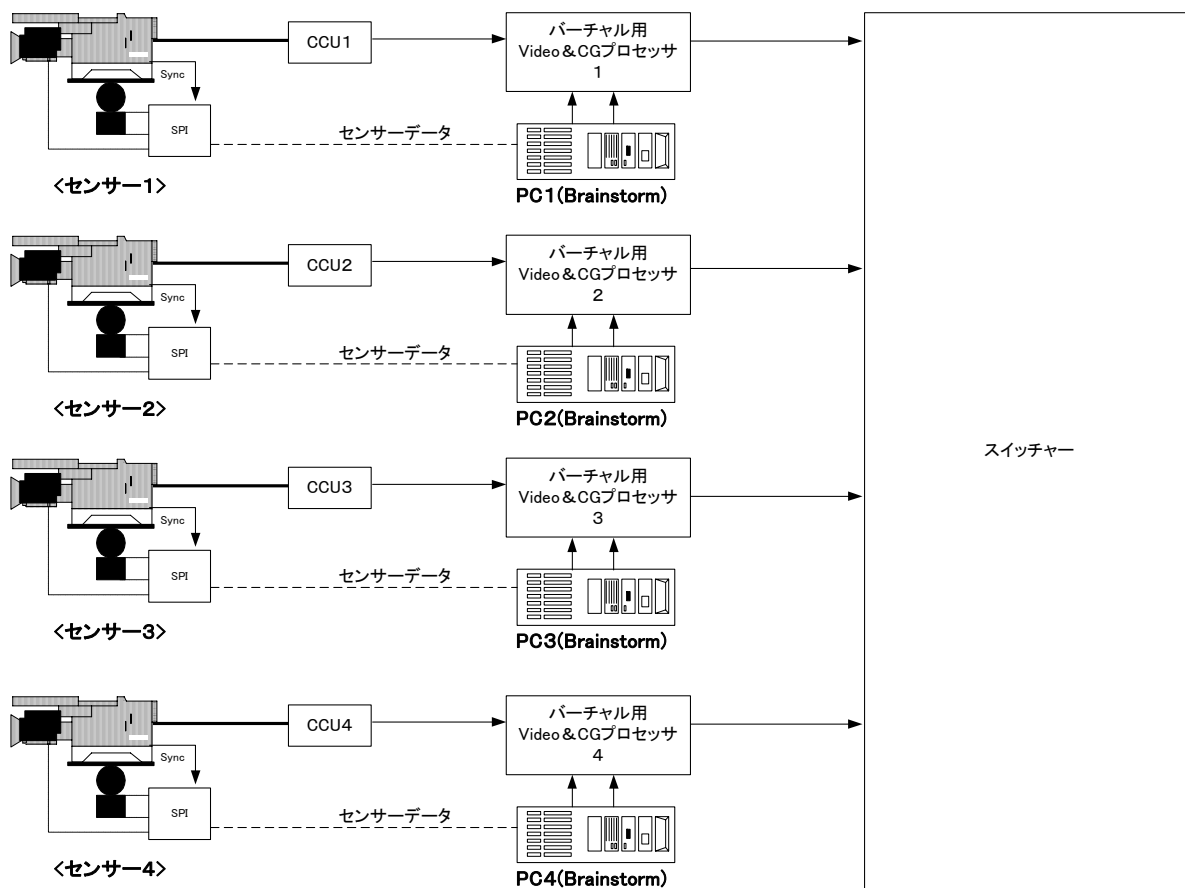 CCU1
バーチャル用
Video&CGプロセッサ
1
Sync
SPI
センサーデータ
<センサー1>
PC1(Brainstorm)
CCU2
バーチャル用
Video&CGプロセッサ
2
Sync
SPI
センサーデータ
<センサー2>
PC2(Brainstorm)
スイッチャー
CCU3
バーチャル用
Video&CGプロセッサ
3
Sync
SPI
センサーデータ
<センサー3>
PC3(Brainstorm)
CCU4
バーチャル用
Video&CGプロセッサ
4
Sync
SPI
センサーデータ
<センサー4>
PC4(Brainstorm)